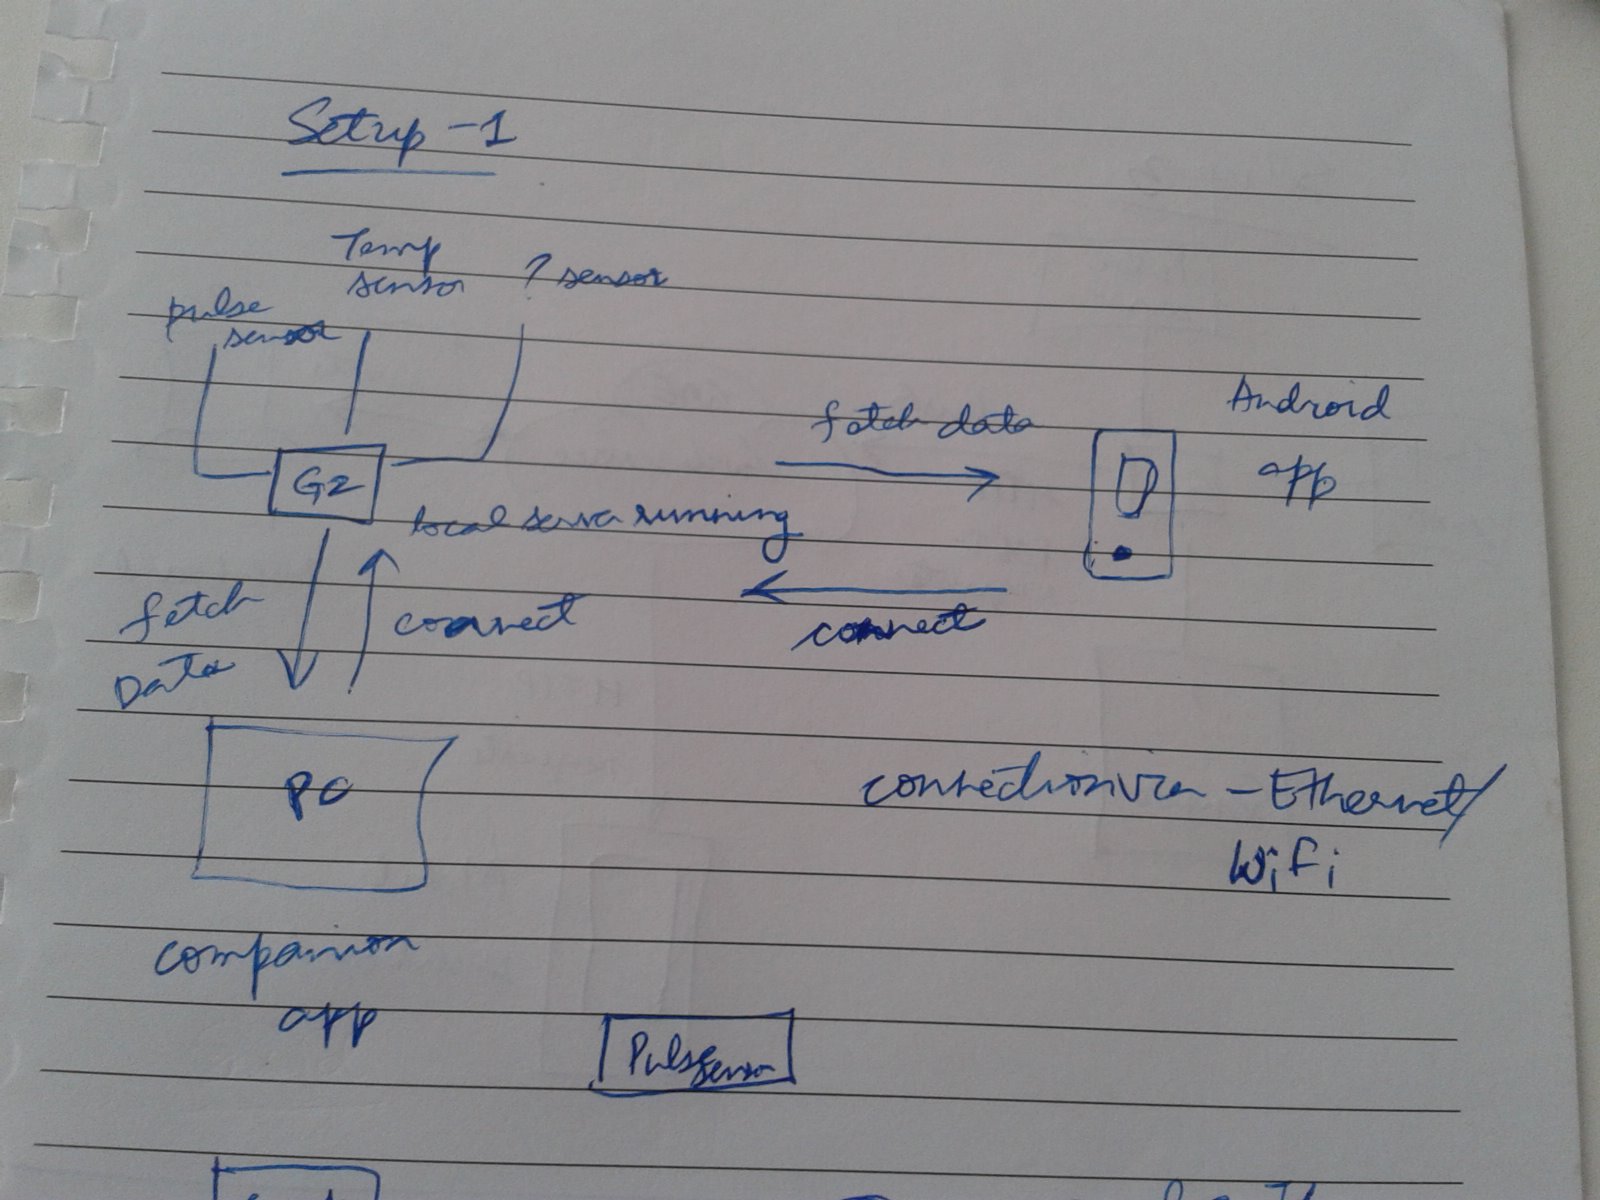 Setup -1
Temp
sensor
? sensor
pulse
sensor
Android
app
fetch data
G2
local server running
connect
connect
fetch
Data
PC
connection via - Ethernet/
WiFi
companion
app
Pulse
Sensor